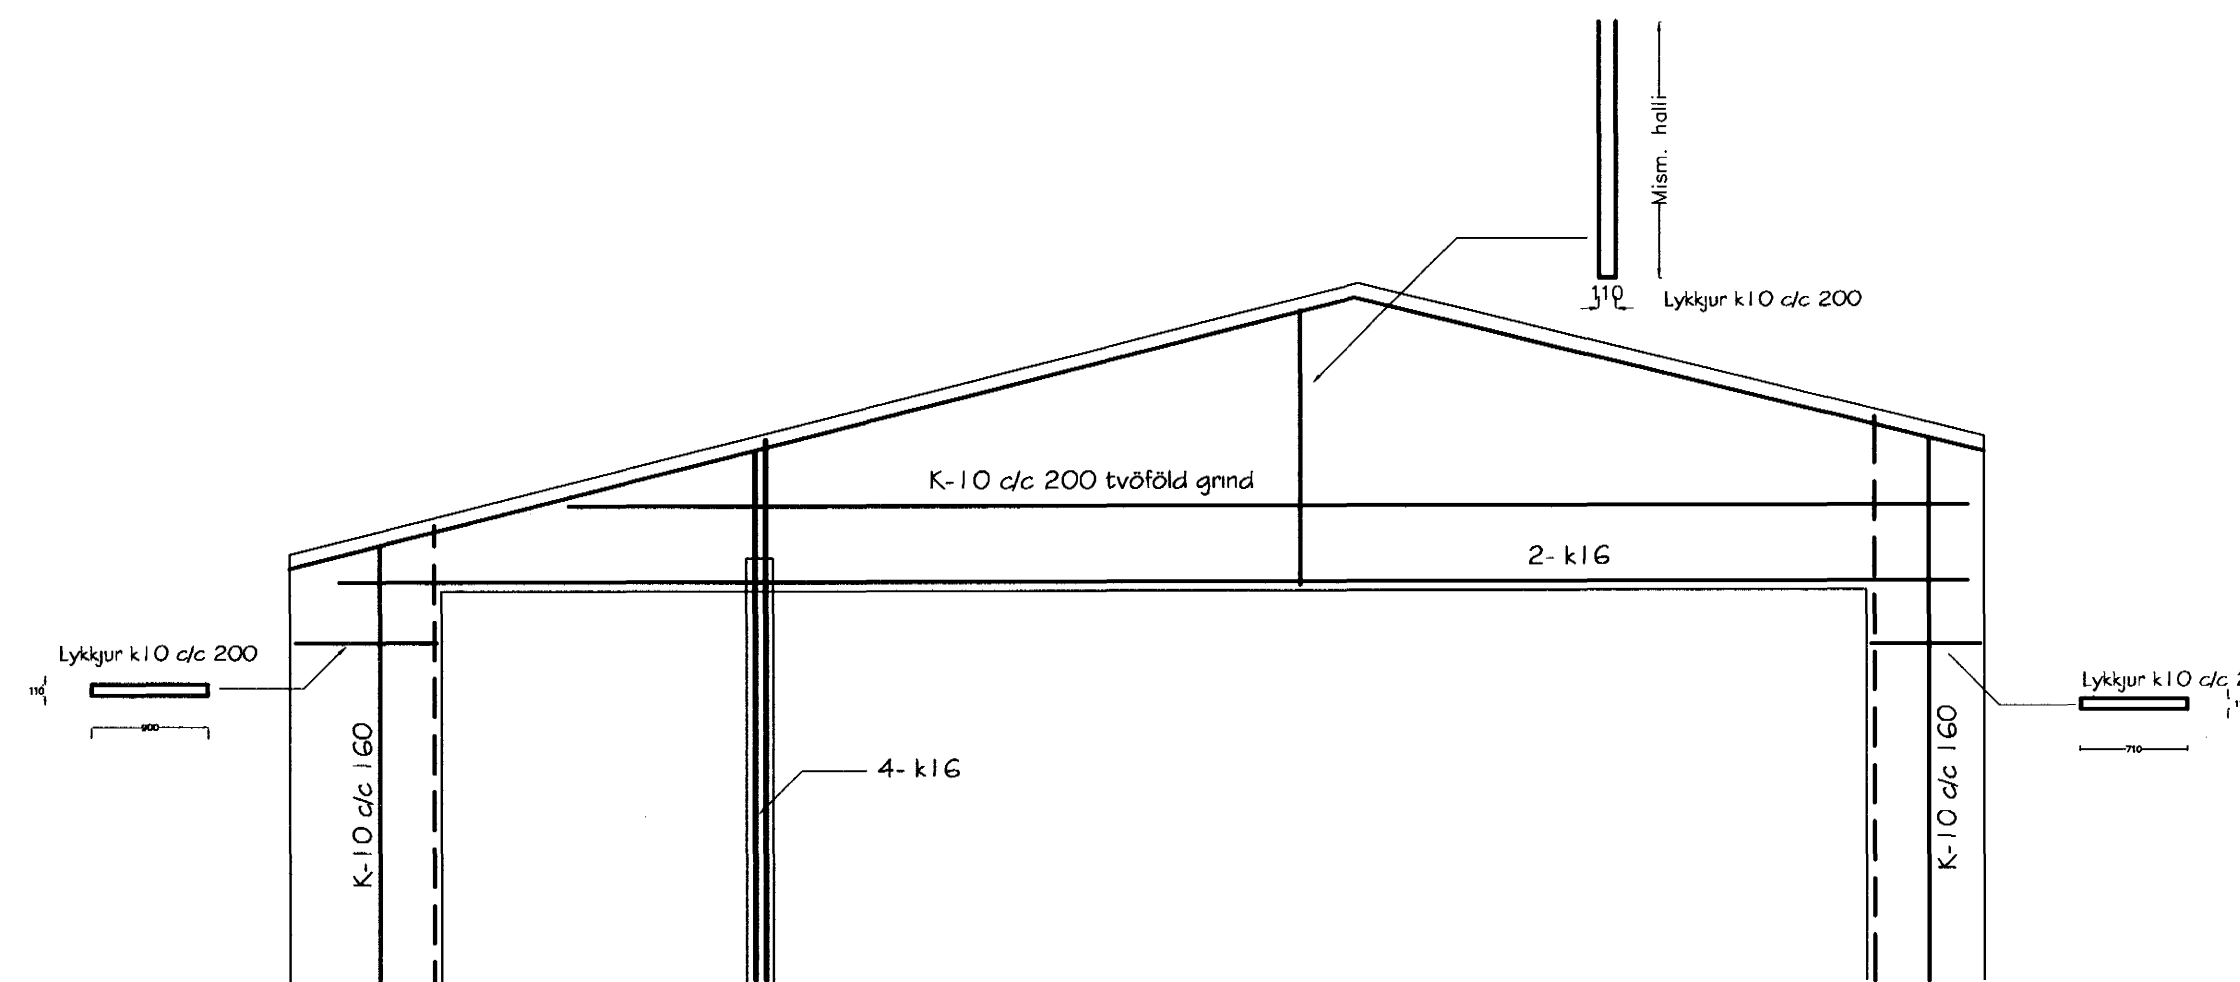 Mism. halli
110
Lykkjur k10 c/c 200
K-10 c/c 200 tvöföld grind
2- k16
Lykkjur k10 c/c 200
110
900
K-10 c/c 160
4- k16
Lykkjur k10 c/c
710
K-10 c/c 160